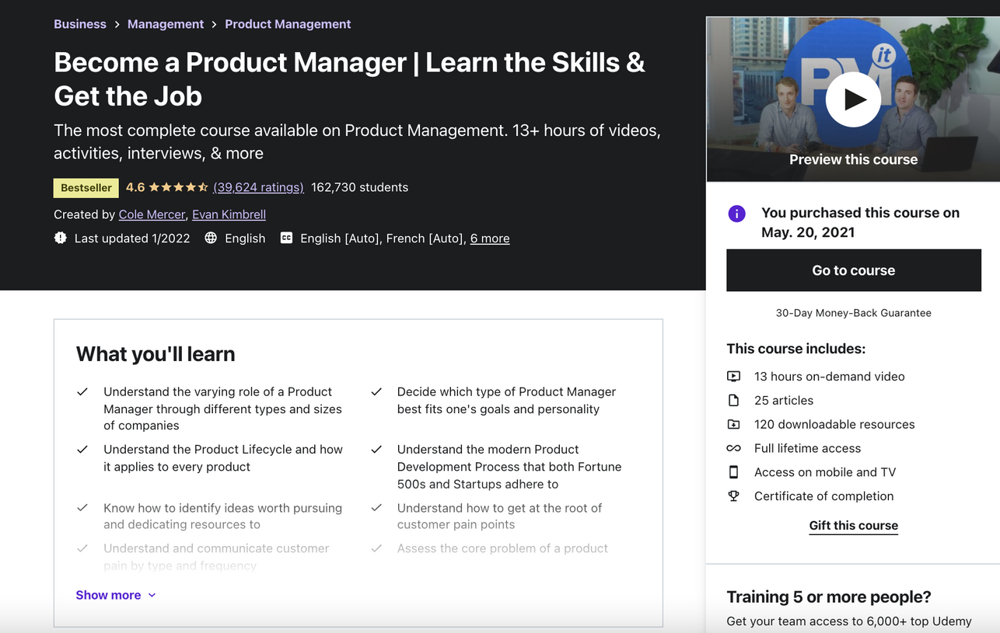 Business > Management > Product Management
Become a Product Manager | Learn the Skills &
Get the Job
The most complete course available on Product Management. 13+ hours of videos,
activities, interviews, & more
Bestseller 4.6 (39,624 ratings) 162,730 students
Created by Cole Mercer, Evan Kimbrell
Last updated 1/2022 English CC English [Auto], French [Auto], 6 more
PM it
Preview this course
You purchased this course on
May. 20, 2021
Go to course
30-Day Money-Back Guarantee
This course includes:
13 hours on-demand video
25 articles
120 downloadable resources
Full lifetime access
Access on mobile and TV
Certificate of completion
Gift this course
Training 5 or more people?
Get your team access to 6,000+ top Udemy
What you'll learn
Understand the varying role of a Product
Manager through different types and sizes
of companies
Decide which type of Product Manager
best fits one's goals and personality
Understand the Product Lifecycle and how
it applies to every product
Understand the modern Product
Development Process that both Fortune
500s and Startups adhere to
Know how to identify ideas worth pursuing
and dedicating resources to
Understand how to get at the root of
customer pain points
Understand and communicate customer
pain by type and frequency
Assess the core problem of a product
Show more